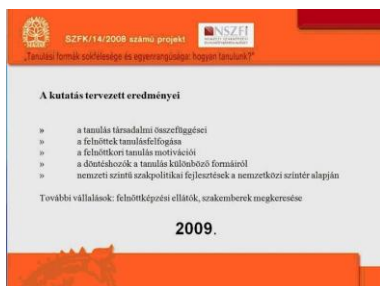 SZFK/14/2008 számú projekt
NSZFI
„Tanulási formák sokfélesége és egyenrangúsága: hogyan tanulunk?”
A kutatás tervezett eredményei
» a tanulás társadalmi összefüggései
» a felnőttek tanulásfelfogása
» a felnőttkori tanulás motivációi
» a döntéshozók a tanulás különböző formáiról
» nemzeti szintű szakpolitikai fejlesztések a nemzetközi színtér alapján
További vállalások: felnőttképzési ellátók, szakemberek megkeresése
2009.